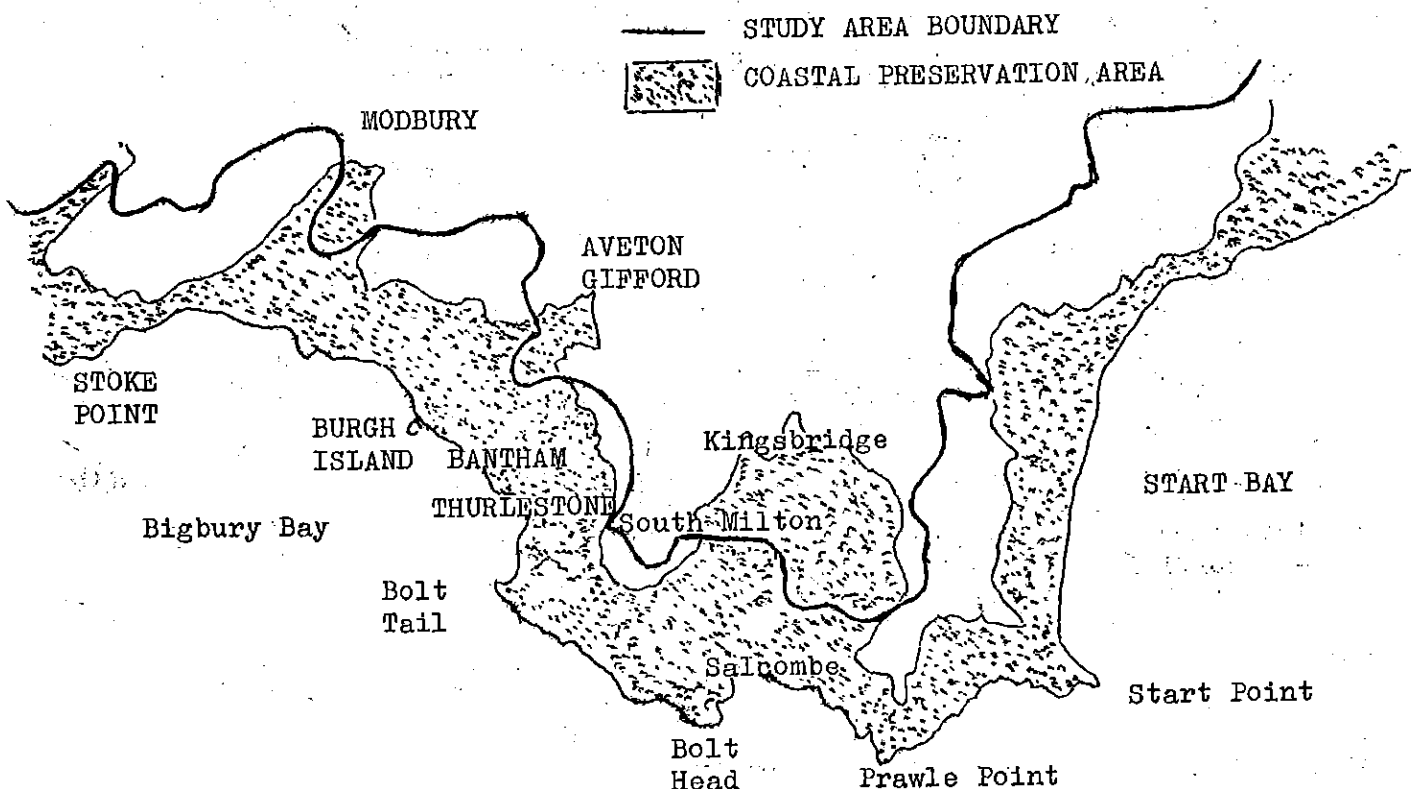 STUDY AREA BOUNDARY
COASTAL PRESERVATION AREA
MODBURY
AVETON
GIFFORD
STOKE
POINT
BURGH
ISLAND
BANTHAM
Kingsbridge
THURLESTONE
South Milton
START BAY
Bigbury Bay
Bolt
Tail
Salcombe
Start Point
Bolt
Head
Prawle Point